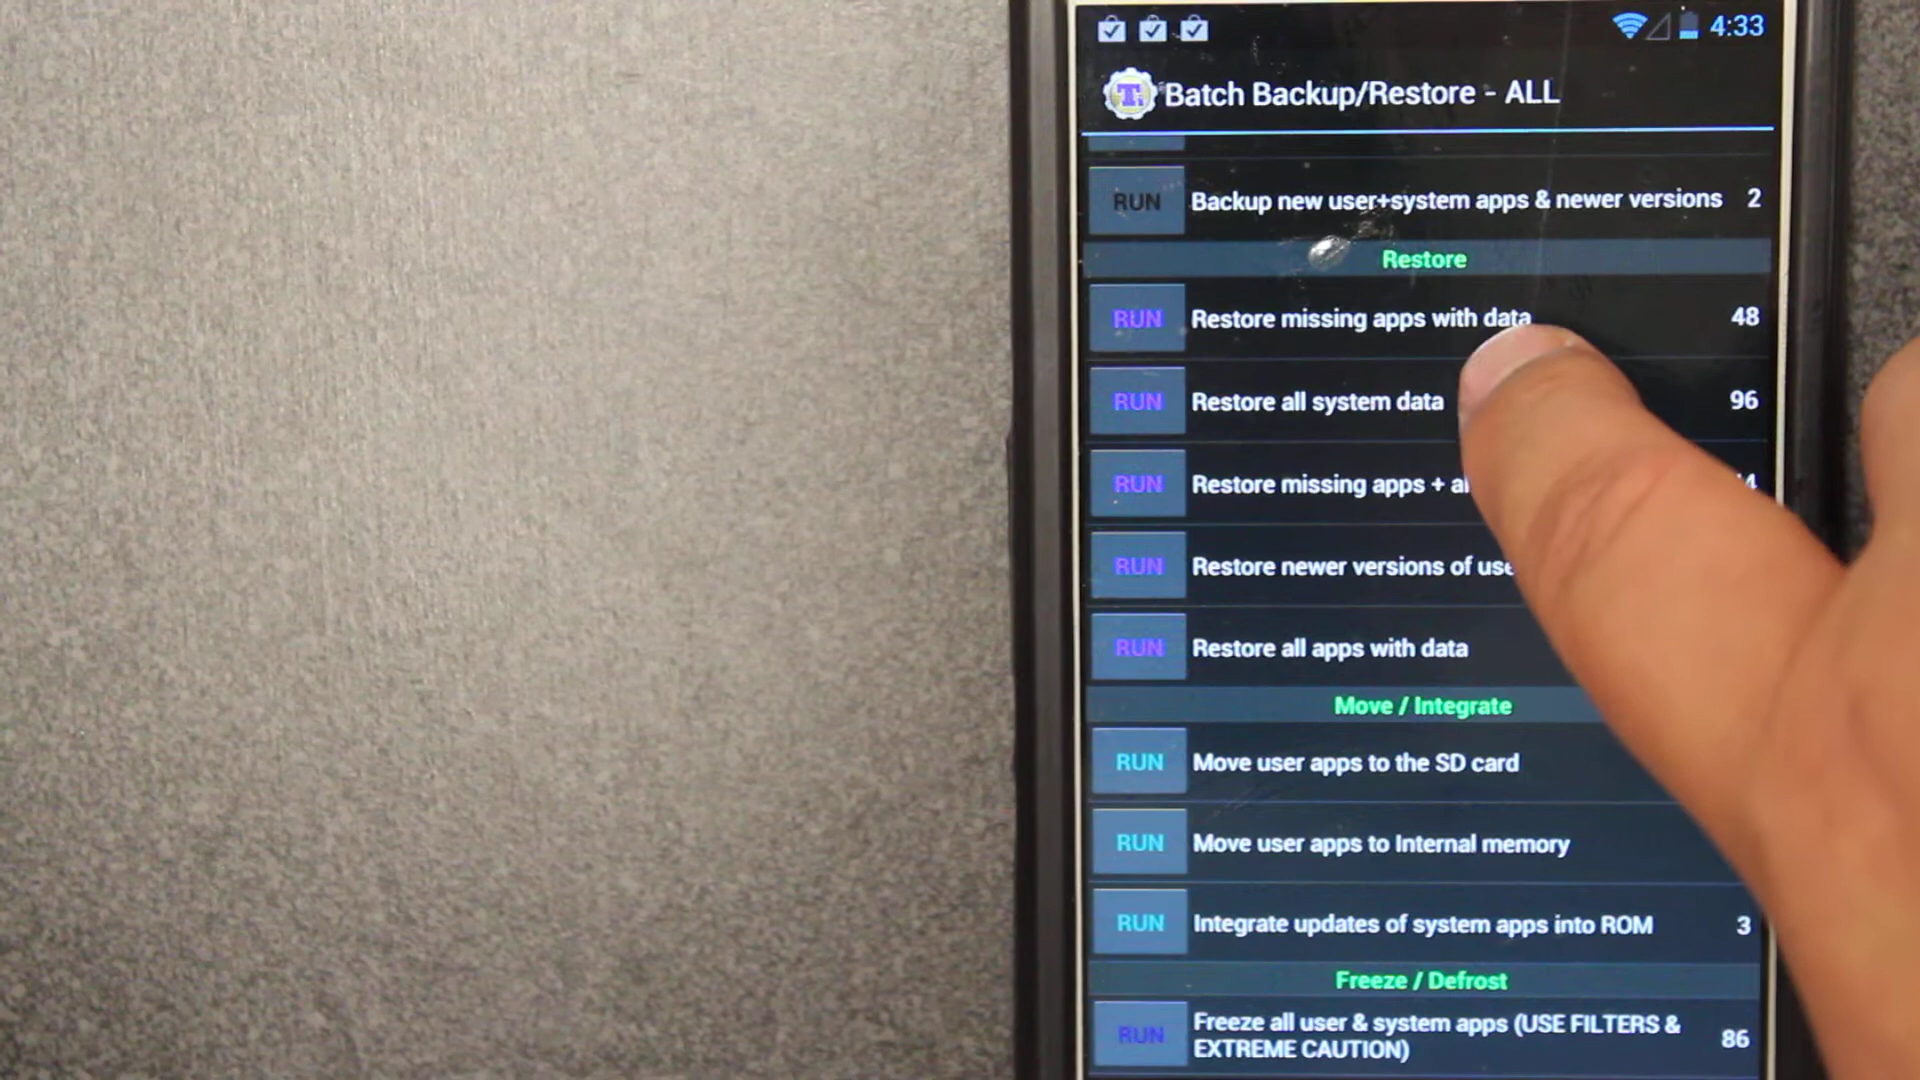 4:33
Batch Backup/Restore - ALL
RUN Backup new user+system apps & newer versions 2
Restore
RUN Restore missing apps with data 48
RUN Restore all system data 96
RUN Restore missing apps +
RUN Restore newer versions of
RUN Restore all apps with data
Move / Integrate
RUN Move user apps to the SD card
RUN Move user apps to Internal memory
RUN Integrate updates of system apps into ROM 3
Freeze / Defrost
RUN Freeze all user & system apps (USE FILTERS &
EXTREME CAUTION) 86